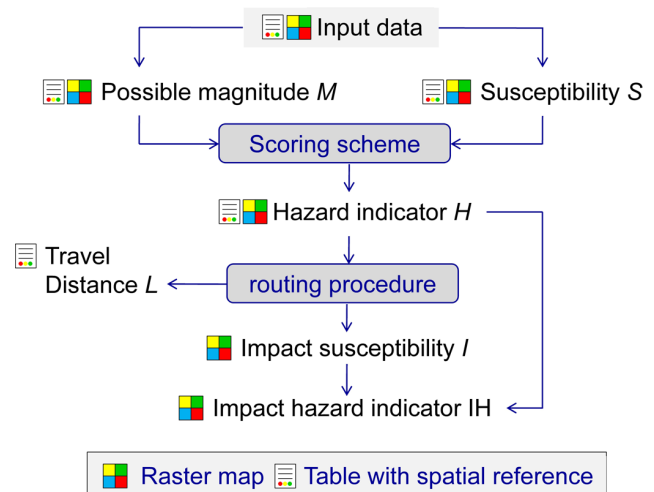 Input data
Possible magnitude M
Susceptibility S
Scoring scheme
Hazard indicator H
Travel
Distance L
routing procedure
Impact susceptibility I
Impact hazard indicator IH
Raster map Table with spatial reference